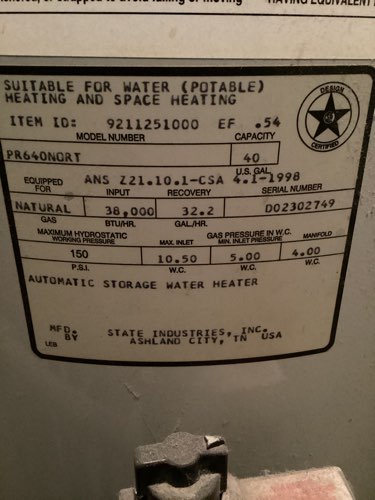 SUITABLE FOR WATER (POTABLE)
HEATING AND SPACE HEATING
ITEM ID: 9211251000 EF .54
MODEL NUMBER CAPACITY
PR640NORT 40
U.S. GAL.
EQUIPPED FOR ANS Z21.10.1-CSA 4.1-1998
INPUT RECOVERY SERIAL NUMBER
NATURAL 38,000 32.2 D02302749
GAS BTU/HR. GAL./HR.
MAXIMUM HYDROSTATIC GAS PRESSURE IN W.C.
WORKING PRESSURE MAX. INLET MIN. INLET PRESSURE MANIFOLD
150 10.50 5.00 4.00
P.S.I. W.C. W.C. W.C.
AUTOMATIC STORAGE WATER HEATER
MFD. BY STATE INDUSTRIES, INC.
ASHLAND CITY, TN USA
LEB
DESIGN
CERTIFIED